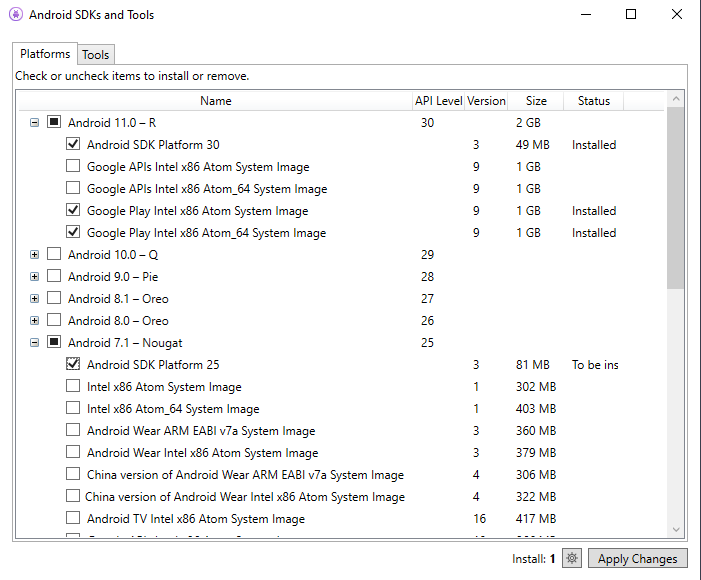 Android SDKs and Tools
Platforms Tools
Check or uncheck items to install or remove.
Name API Level Version Size Status
Android 11.0 – R 30 2 GB
Android SDK Platform 30 3 49 MB Installed
Google APIs Intel x86 Atom System Image 9 1 GB
Google APIs Intel x86 Atom_64 System Image 9 1 GB
Google Play Intel x86 Atom System Image 9 1 GB Installed
Google Play Intel x86 Atom_64 System Image 9 1 GB Installed
Android 10.0 – Q 29
Android 9.0 – Pie 28
Android 8.1 – Oreo 27
Android 8.0 – Oreo 26
Android 7.1 – Nougat 25
Android SDK Platform 25 3 81 MB To be ins
Intel x86 Atom System Image 1 302 MB
Intel x86 Atom_64 System Image 1 403 MB
Android Wear ARM EABI v7a System Image 3 360 MB
Android Wear Intel x86 Atom System Image 3 379 MB
China version of Android Wear ARM EABI v7a System Image 4 306 MB
China version of Android Wear Intel x86 Atom System Image 4 322 MB
Android TV Intel x86 Atom System Image 16 417 MB
Install: 1 Apply Changes